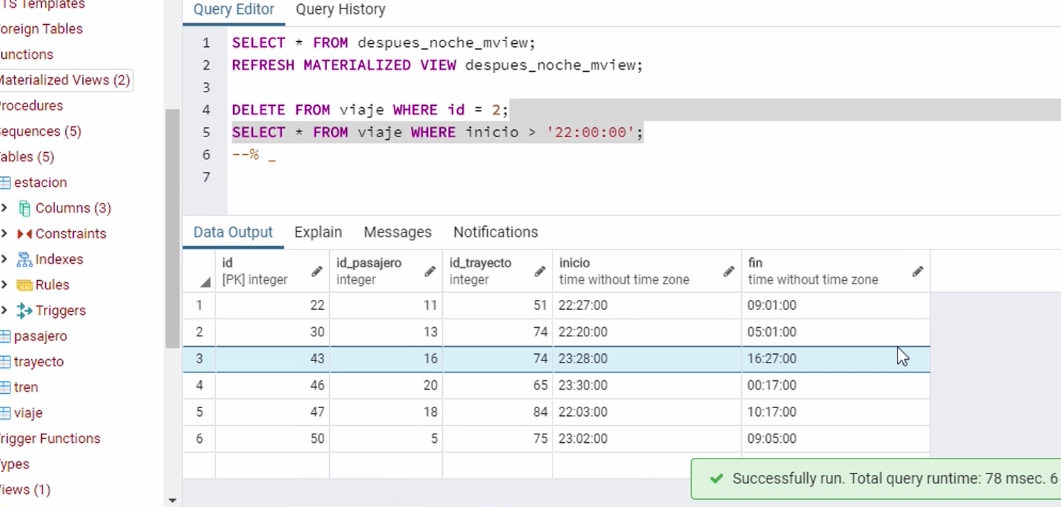 TS Templates
oreign Tables
unctions
Materialized Views (2)
rocedures
equences (5)
ables (5)
estacion
Columns (3)
Constraints
Indexes
Rules
Triggers
pasajero
trayecto
tren
viaje
rigger Functions
ypes
iews (1)
Query Editor Query History
1 SELECT * FROM despues_noche_mview;
2 REFRESH MATERIALIZED VIEW despues_noche_mview;
3
4 DELETE FROM viaje WHERE id = 2;
5 SELECT * FROM viaje WHERE inicio > '22:00:00';
6 --% _
7
Data Output Explain Messages Notifications
id id_pasajero id_trayecto inicio fin
[PK] integer integer integer time without time zone time without time zone
1 22 11 51 22:27:00 09:01:00
2 30 13 74 22:20:00 05:01:00
3 43 16 74 23:28:00 16:27:00
4 46 20 65 23:30:00 00:17:00
5 47 18 84 22:03:00 10:17:00
6 50 5 75 23:02:00 09:05:00
Successfully run. Total query runtime: 78 msec. 6